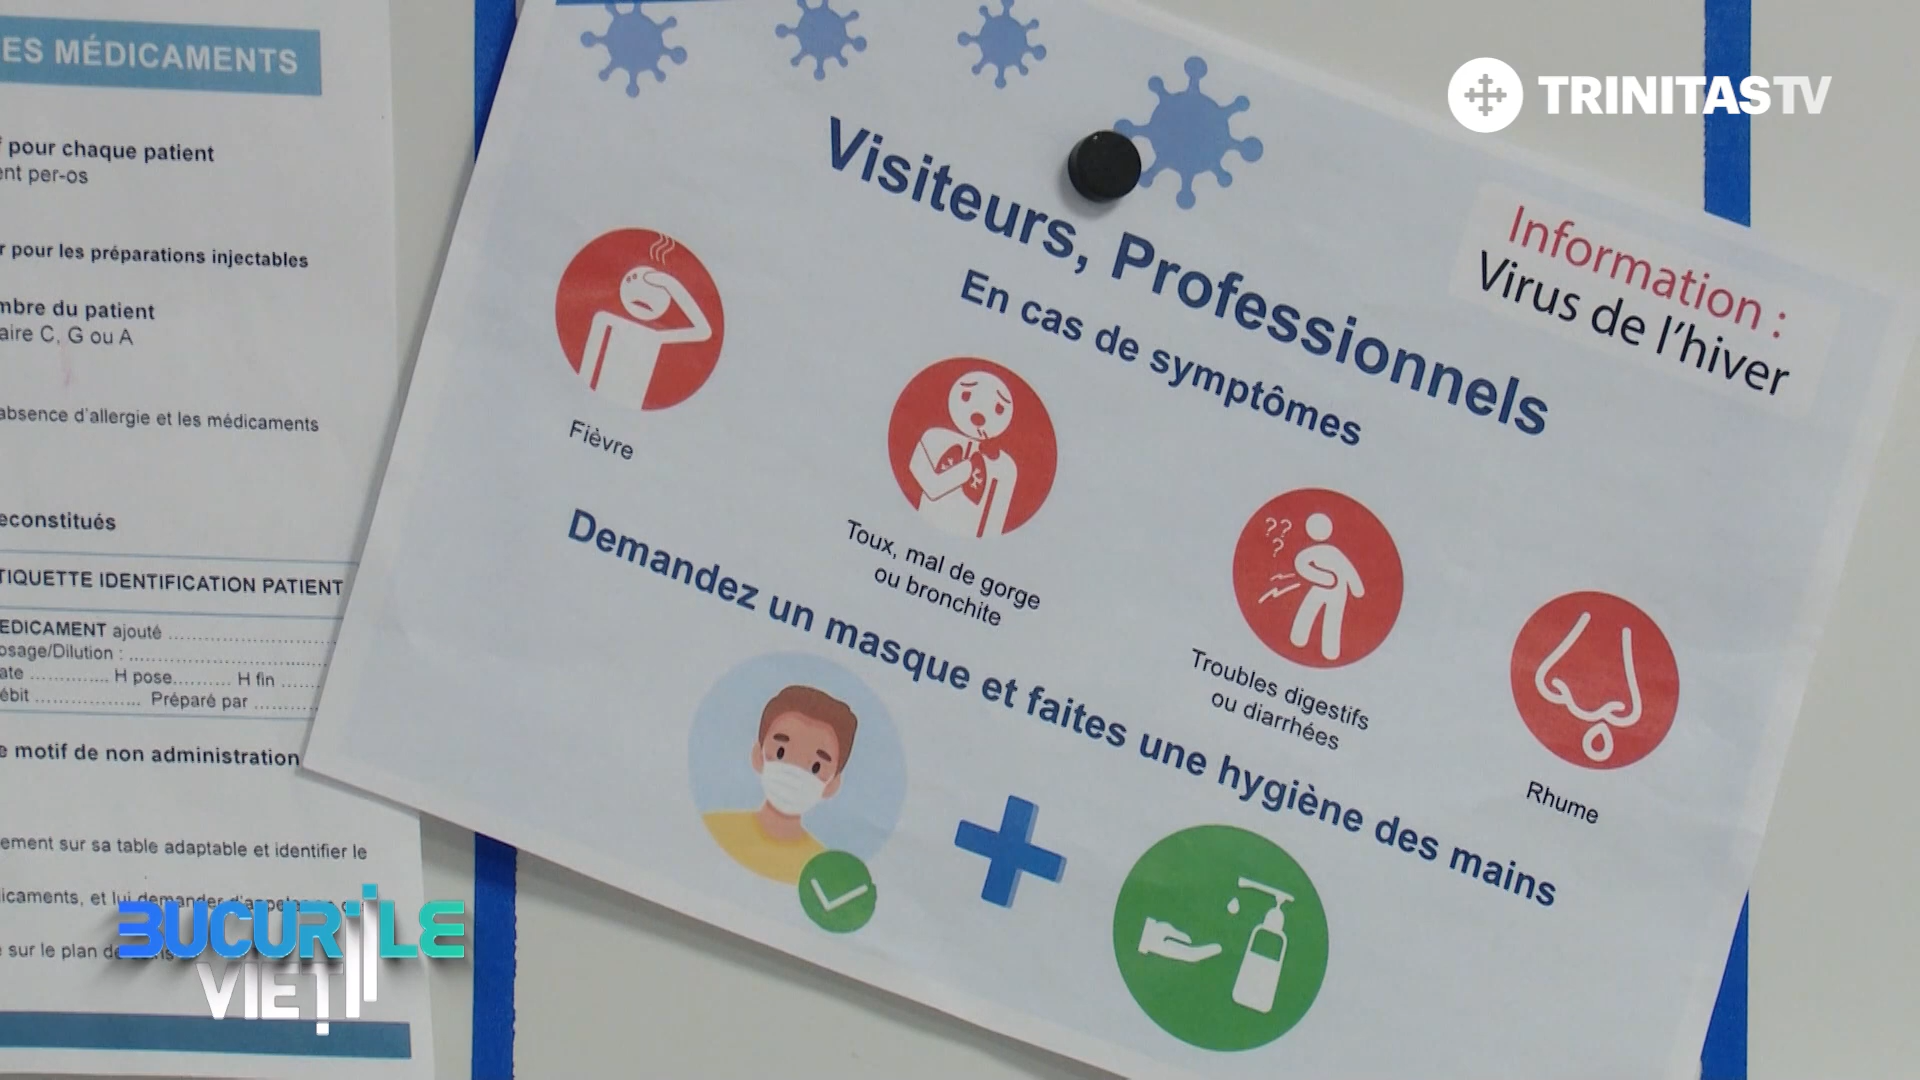 ES MÉDICAMENTS
pour chaque patient
ent per-os
pour les préparations injectables
mbre du patient
aire C, G ou A
absence d'allergie et les médicaments
econstitués
TIQUETTE IDENTIFICATION PATIENT
EDICAMENT ajouté
osage/Dilution :
ate H pose H fin
ébit Préparé par
e motif de non administration
ement sur sa table adaptable et identifier le
icaments, et lui demander
sur le plan de
Visiteurs, Professionnels
En cas de symptômes
Information :
Virus de l'hiver
Fièvre
Toux, mal de gorge
ou bronchite
??
?
Troubles digestifs
ou diarrhées
Rhume
Demandez un masque et faites une hygiène des mains
TRINITASTV
BUCURIILE
VIEȚII